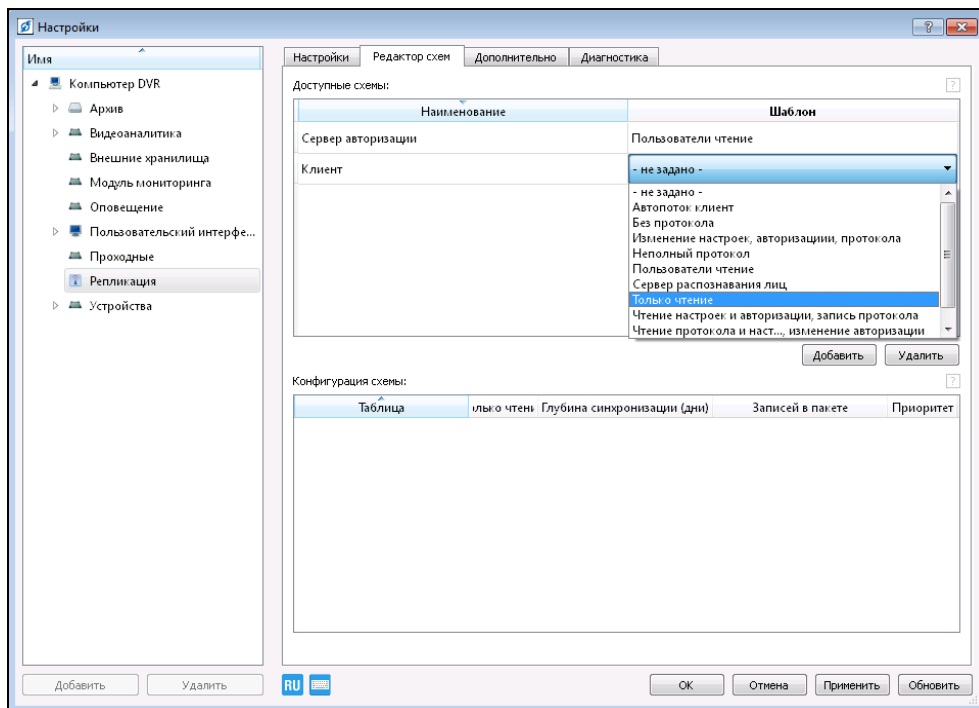 Настройки
Имя
Компьютер DVR
Архив
Видеоаналитика
Внешние хранилища
Модуль мониторинга
Оповещение
Пользовательский интерфе...
Проходные
Репликация
Устройства
Добавить Удалить
Настройки Редактор схем Дополнительно Диагностика
Доступные схемы: ?
Наименование Шаблон
Сервер авторизации Пользователи чтение
Клиент - не задано -
- не задано -
Автопоток клиент
Без протокола
Изменение настроек, авторизациии, протокола
Неполный протокол
Пользователи чтение
Сервер распознавания лиц
Только чтение
Чтение настроек и авторизации, запись протокола
Чтение протокола и наст..., изменение авторизации
Добавить Удалить
Конфигурация схемы: ?
Таблица олько чтени Глубина синхронизации (дни) Записей в пакете Приоритет
RU OK Отмена Применить Обновить